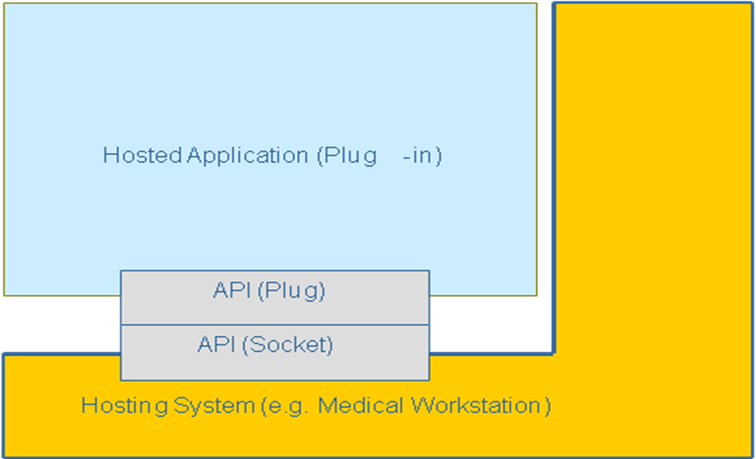 Hosted Application (Plug -in)
API (Plug)
API (Socket)
Hosting System (e.g. Medical Workstation)